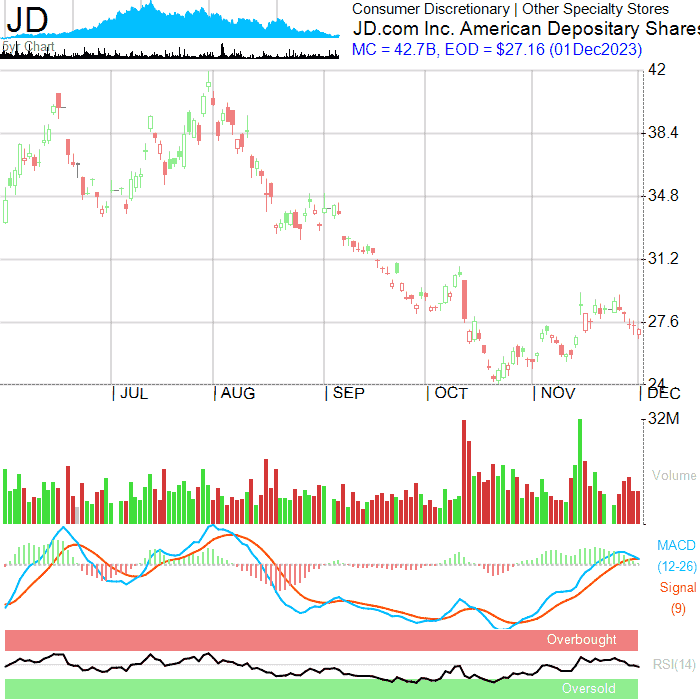 JD
5yr Chart
Consumer Discretionary | Other Specialty Stores
JD.com Inc. American Depositary Shares
MC = 42.7B, EOD = $27.16 (01Dec2023)
42
38.4
34.8
31.2
27.6
24
JUL
AUG
SEP
OCT
NOV
DEC
32M
Volume
MACD
(12-26)
Signal
(9)
Overbought
RSI(14)
Oversold